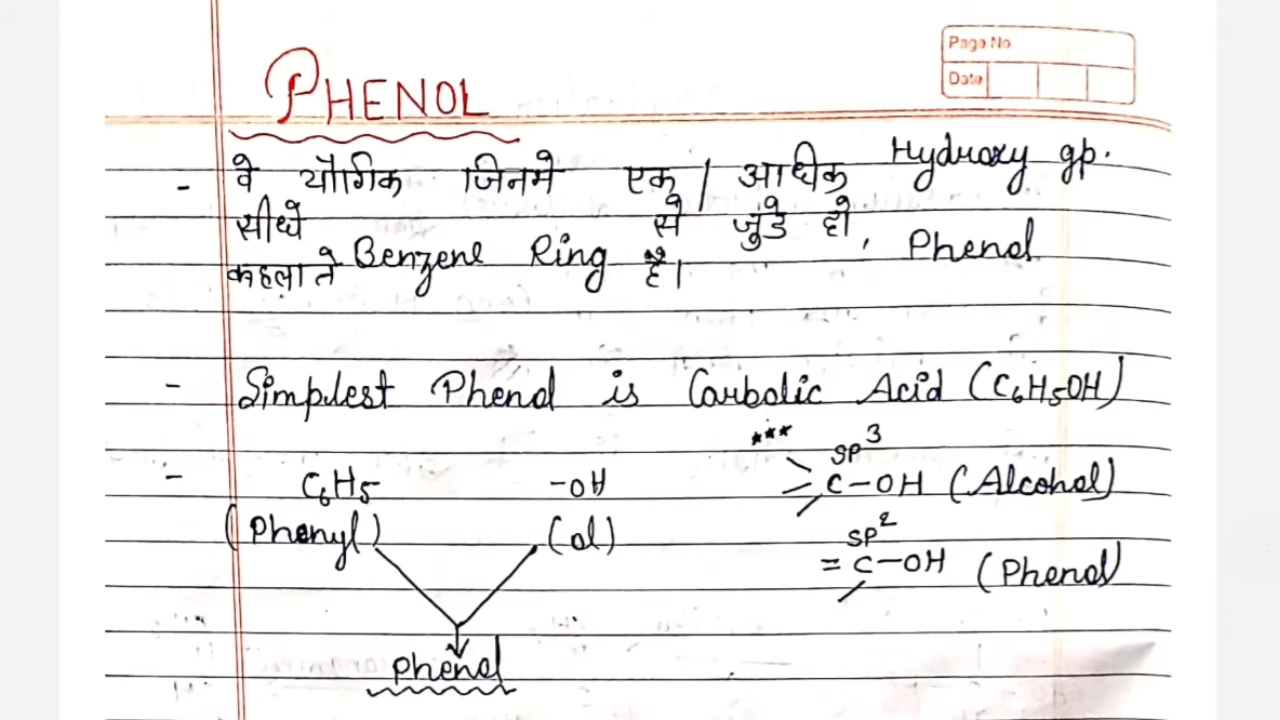 Page No
Date
PHENOL
- वे यौगिक जिनमे एक / आधीक Hydroxy gp.
सीधे Benzene Ring से जुडे हो, Phenol
कहलाते है।
- Simplest Phenol is Carbolic Acid (C₆H₅OH)
***
- C₆H₅ -OH SP³ C-OH (Alcohol)
(Phenyl) (ol) SP² =C-OH (Phenol)
Phenol